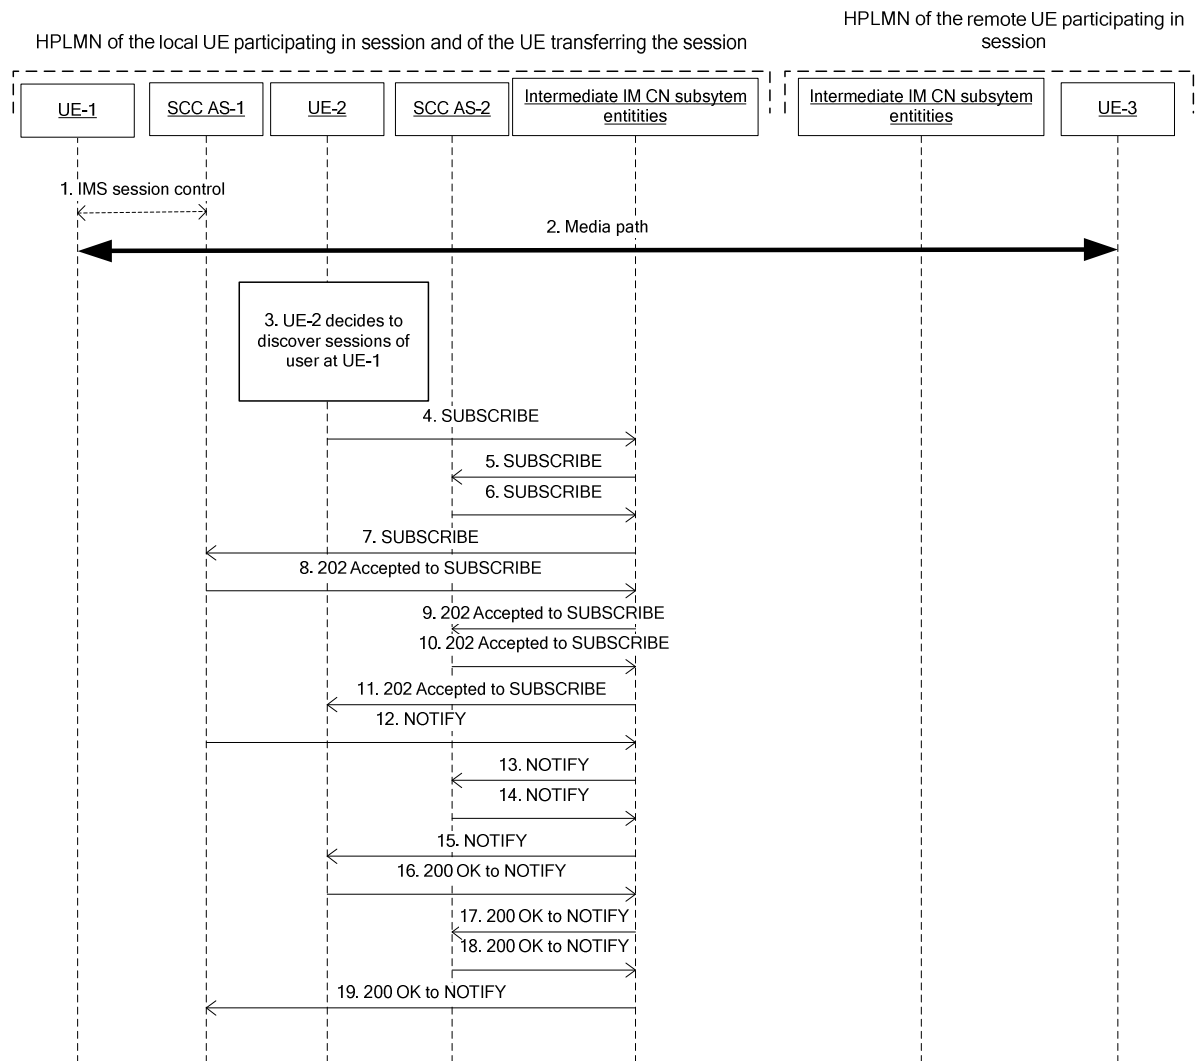 HPLMN of the local UE participating in session and of the UE transferring the session
HPLMN of the remote UE participating in
session
UE-1
SCC AS-1
UE-2
SCC AS-2
Intermediate IM CN subsytem
entitities
Intermediate IM CN subsytem
entitities
UE-3
1. IMS session control
2. Media path
3. UE-2 decides to
discover sessions of
user at UE-1
4. SUBSCRIBE
5. SUBSCRIBE
6. SUBSCRIBE
7. SUBSCRIBE
8. 202 Accepted to SUBSCRIBE
9. 202 Accepted to SUBSCRIBE
10. 202 Accepted to SUBSCRIBE
11. 202 Accepted to SUBSCRIBE
12. NOTIFY
13. NOTIFY
14. NOTIFY
15. NOTIFY
16. 200 OK to NOTIFY
17. 200 OK to NOTIFY
18. 200 OK to NOTIFY
19. 200 OK to NOTIFY